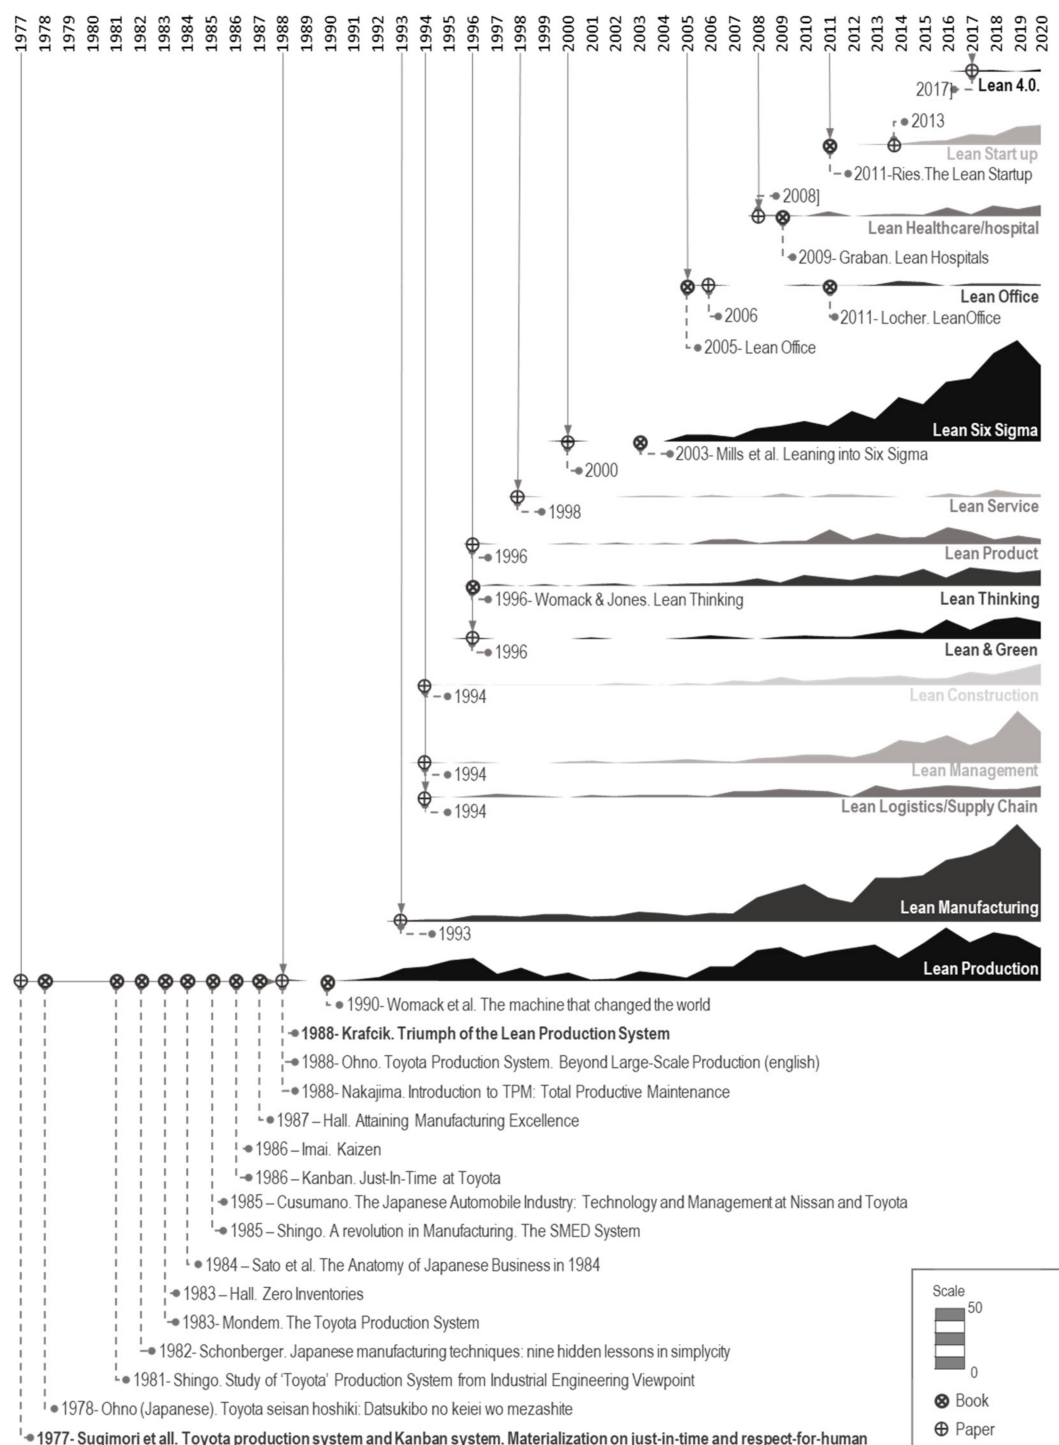 1977 1978 1979 1980 1981 1982 1983 1984 1985 1986 1987 1988 1989 1990 1991 1992 1993 1994 1995 1996 1997 1998 1999 2000 2001 2002 2003 2004 2005 2006 2007 2008 2009 2010 2011 2012 2013 2014 2015 2016 2017 2018 2019 2020
2017] Lean 4.0.
2013
Lean Start up
2011-Ries.The Lean Startup
2008]
Lean Healthcare/hospital
2009- Graban. Lean Hospitals
Lean Office
2006
2011- Locher. LeanOffice
2005- Lean Office
Lean Six Sigma
2003- Mills et al. Leaning into Six Sigma
2000
Lean Service
1998
Lean Product
1996
1996- Womack & Jones. Lean Thinking
Lean Thinking
Lean & Green
1996
1994
Lean Construction
Lean Management
1994
Lean Logistics/Supply Chain
1994
Lean Manufacturing
1993
Lean Production
1990- Womack et al. The machine that changed the world
1988- Krafcik. Triumph of the Lean Production System
1988- Ohno. Toyota Production System. Beyond Large-Scale Production (english)
1988- Nakajima. Introduction to TPM: Total Productive Maintenance
1987 – Hall. Attaining Manufacturing Excellence
1986 – Imai. Kaizen
1986 – Kanban. Just-In-Time at Toyota
1985 – Cusumano. The Japanese Automobile Industry: Technology and Management at Nissan and Toyota
1985 – Shingo. A revolution in Manufacturing. The SMED System
1984 – Sato et al. The Anatomy of Japanese Business in 1984
1983 – Hall. Zero Inventories
1983- Mondem. The Toyota Production System
1982- Schonberger. Japanese manufacturing techniques: nine hidden lessons in simplycity
1981- Shingo. Study of ‘Toyota’ Production System from Industrial Engineering Viewpoint
1978- Ohno (Japanese). Toyota seisan hoshiki: Datsukibo no keiei wo mezashite
1977- Sugimori et all. Toyota production system and Kanban system. Materialization on just-in-time and respect-for-human
Scale
50
0
Book
Paper